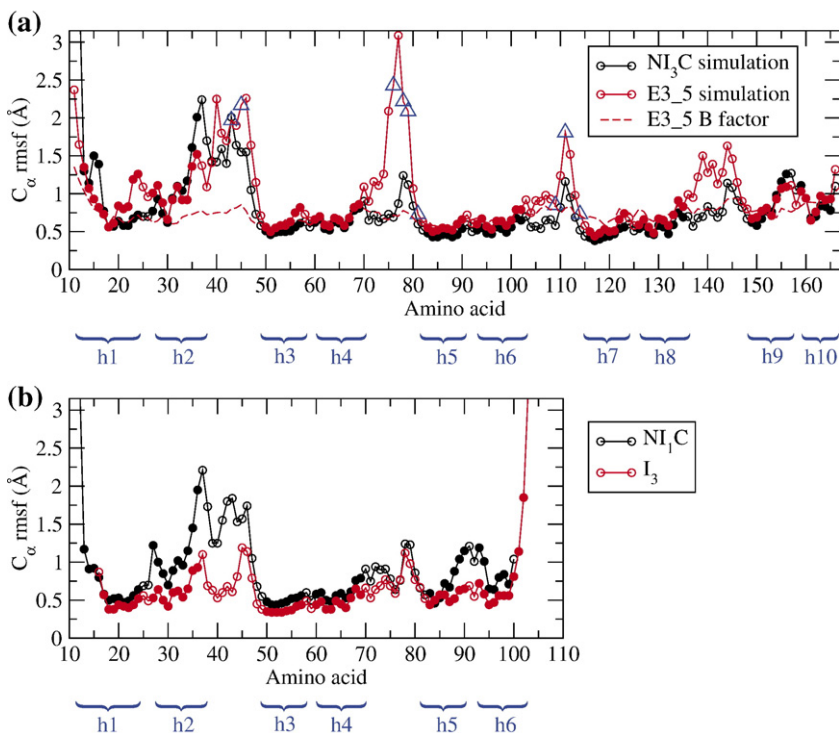 (a)
3
2.5
2
1.5
1
0.5
0
Cα rmsf (Å)
NI₃C simulation
E3_5 simulation
E3_5 B factor
10 20 30 40 50 60 70 80 90 100 110 120 130 140 150 160
Amino acid
h1 h2 h3 h4 h5 h6 h7 h8 h9 h10
(b)
3
2.5
2
1.5
1
0.5
0
Cα rmsf (Å)
NI₁C
I₃
10 20 30 40 50 60 70 80 90 100 110
Amino acid
h1 h2 h3 h4 h5 h6